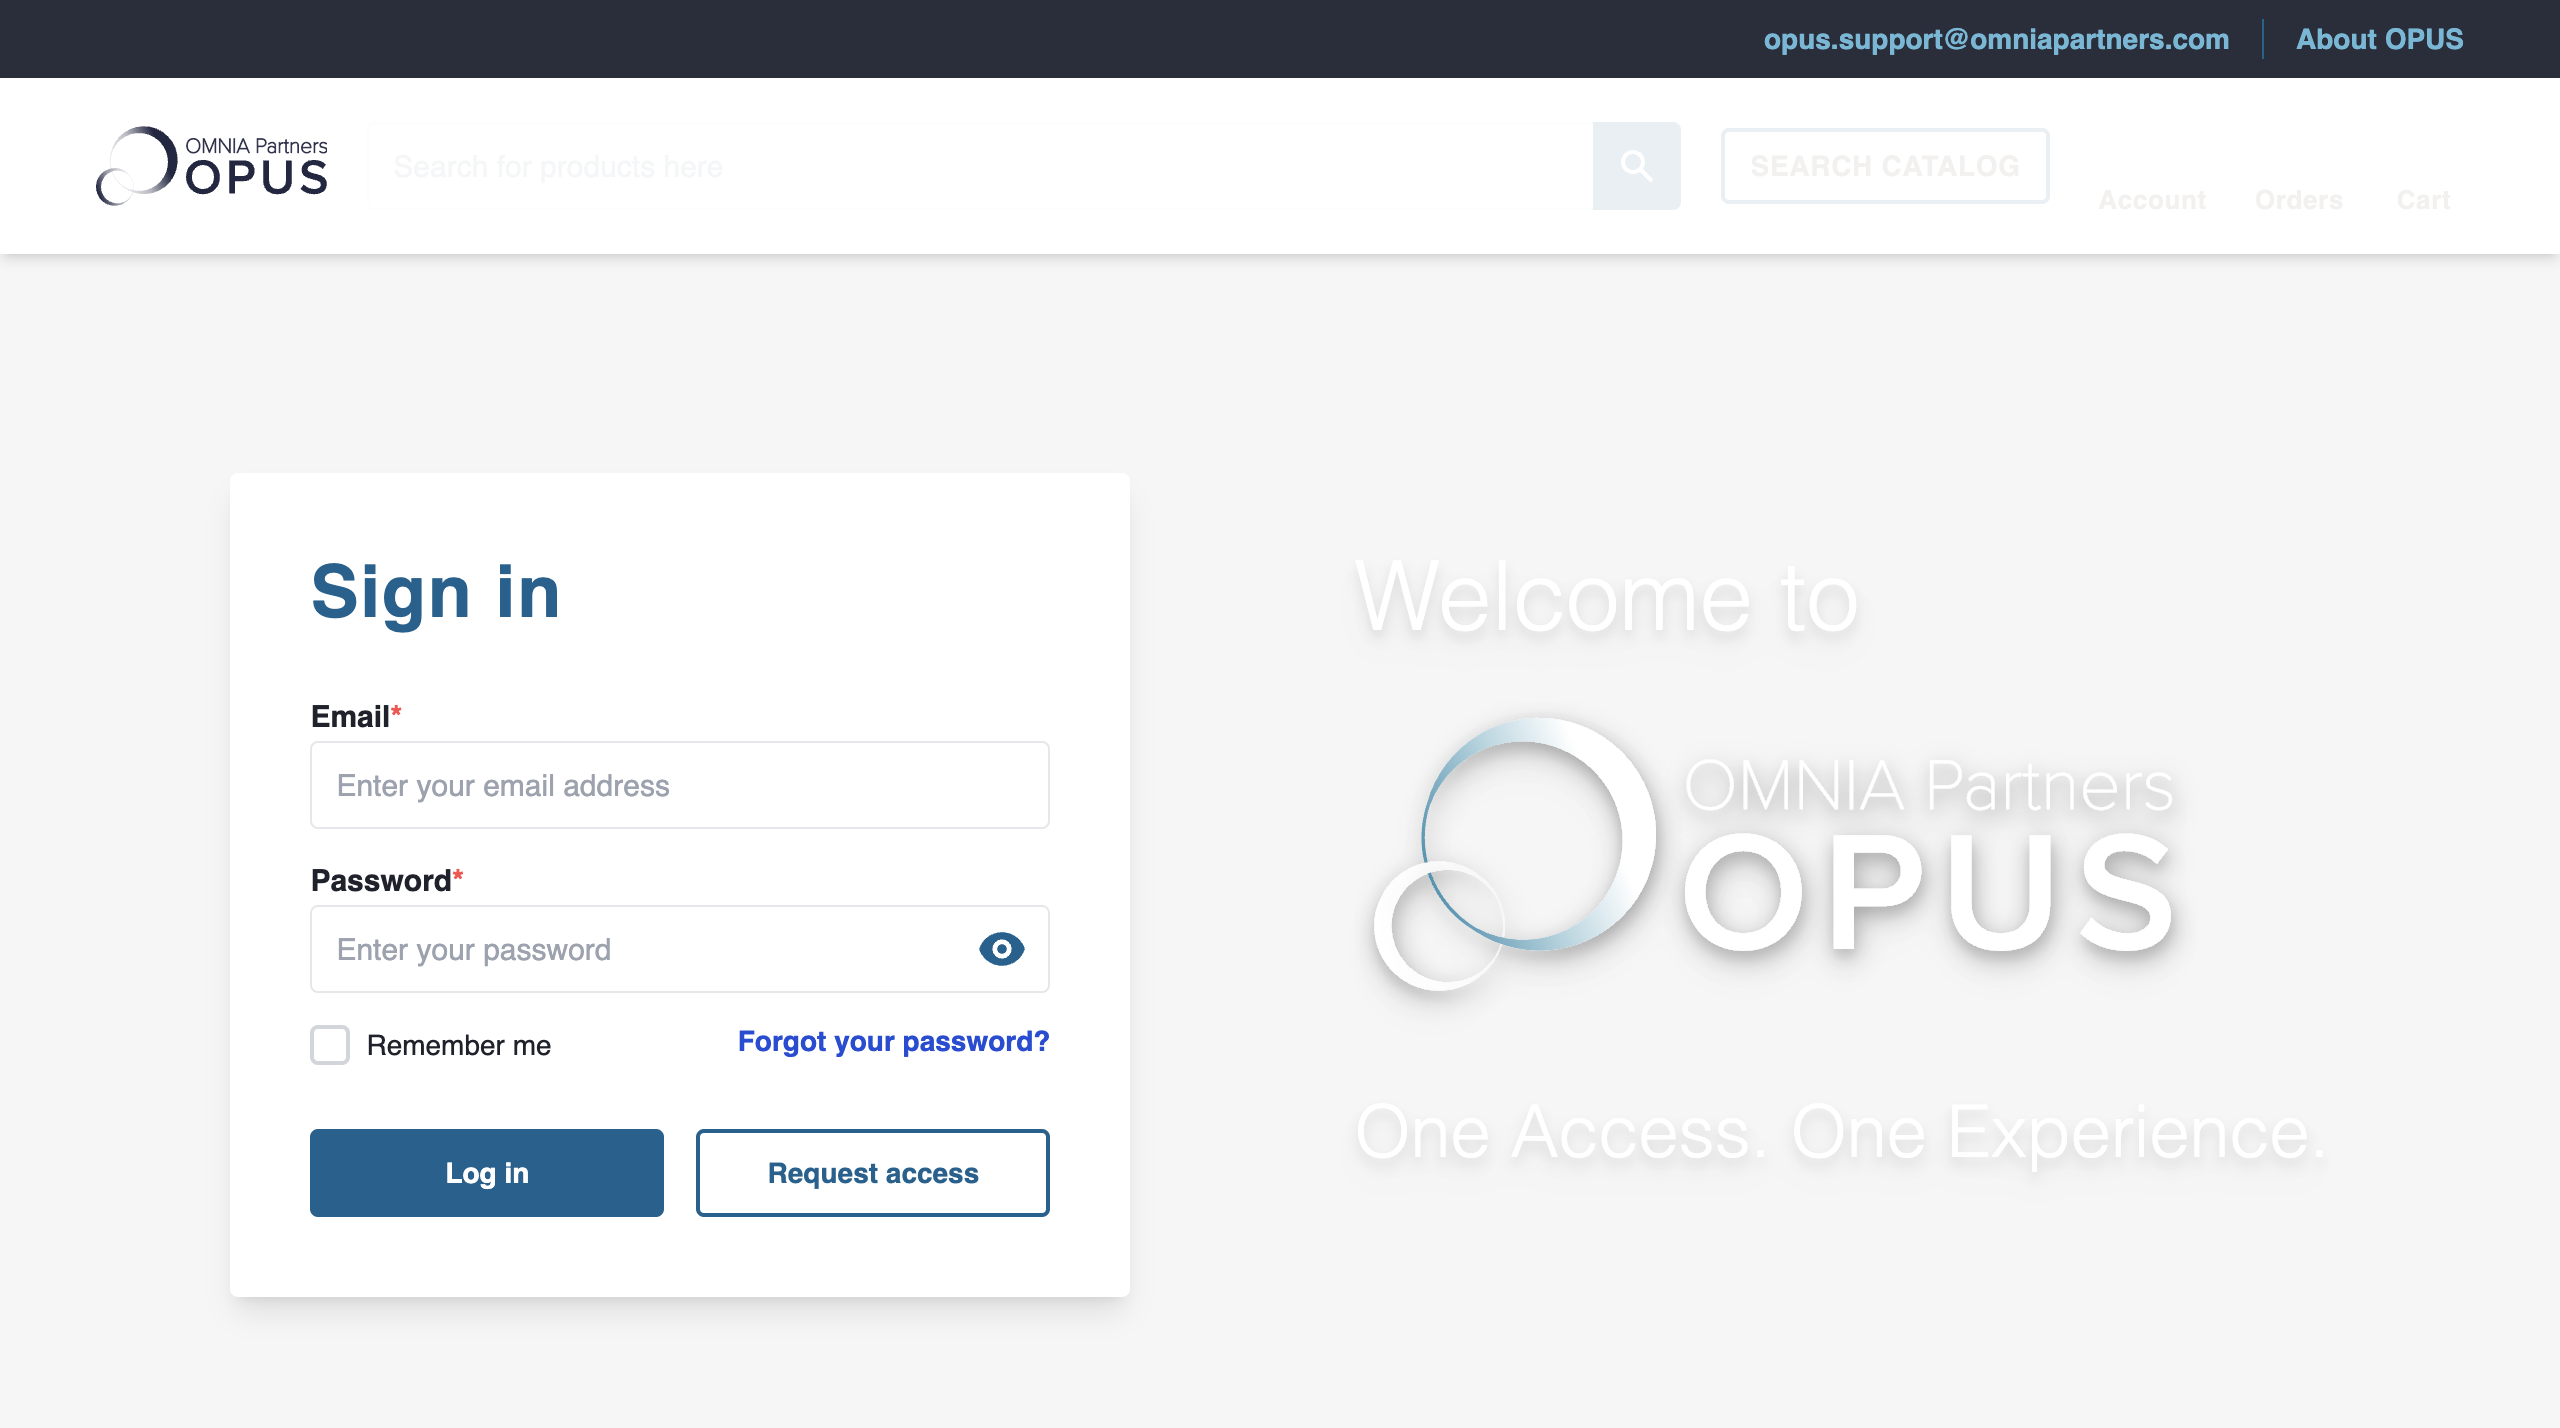 opus.support@omniapartners.com
About OPUS
OMNIA Partners
OPUS
Search for products here
SEARCH CATALOG
Account
Orders
Cart
Sign in
Email*
Enter your email address
Password*
Enter your password
Remember me
Forgot your password?
Log in
Request access
Welcome to
OMNIA Partners
OPUS
One Access. One Experience.